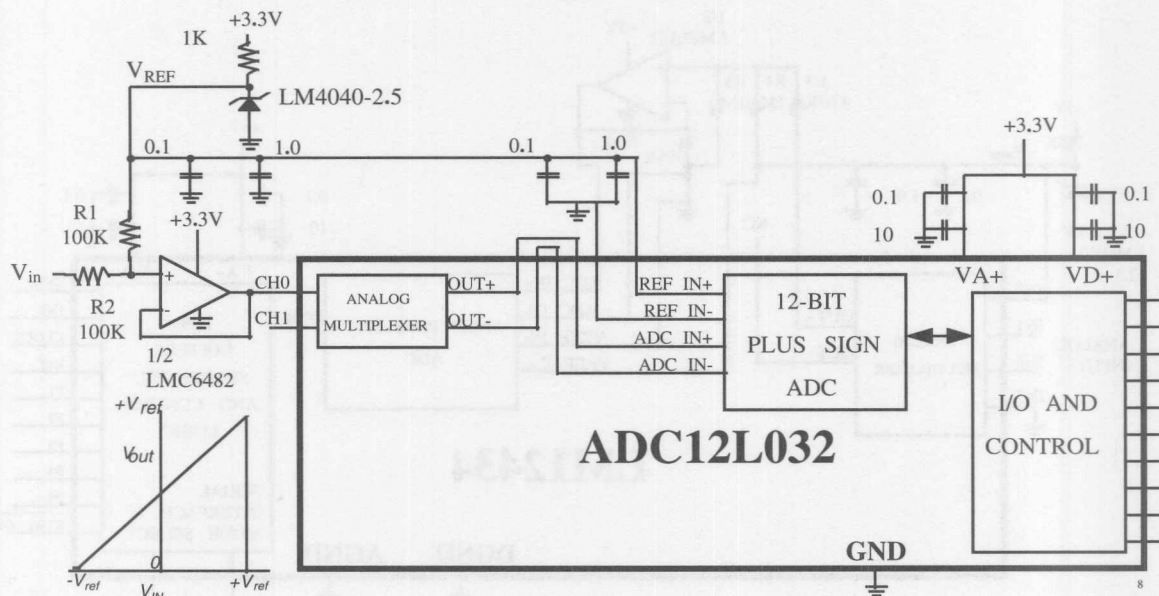 +3.3V
1K
VREF
LM4040-2.5
0.1 1.0 0.1 1.0
+3.3V
0.1 0.1
10 10
+3.3V
R1
100K
Vin
+
-
R2
100K
1/2
LMC6482
CH0
CH1
ANALOG
MULTIPLEXER
OUT+
OUT-
REF IN+
REF IN-
ADC IN+
ADC IN-
12-BIT
PLUS SIGN
ADC
VA+ VD+
I/O AND
CONTROL
ADC12L032
GND
+Vref
Vout
0
-Vref
+Vref
VIN
8